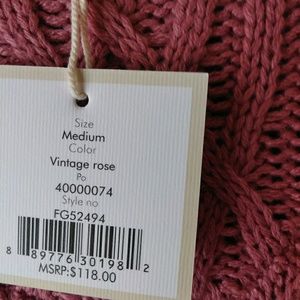 Size
Medium
Color
Vintage rose
Po
40000074
Style no
FG52494
8 89776 30198 2
MSRP:$118.00